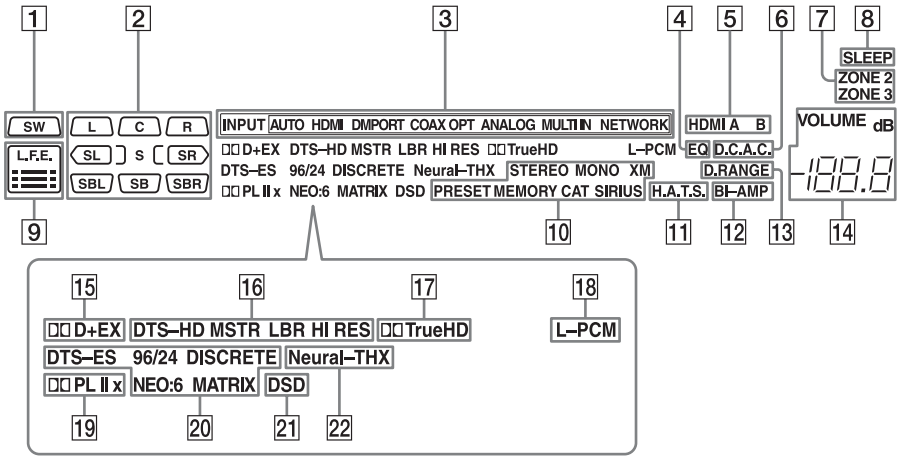 1 2 3 4 5 6 7 8
SLEEP
ZONE 2
ZONE 3
SW L C R INPUT AUTO HDMI DMPORT COAX OPT ANALOG MULTI IN NETWORK HDMI A B VOLUME dB
L.F.E. SL S SR DD D+EX DTS–HD MSTR LBR HI RES DD TrueHD L–PCM EQ D.C.A.C.
DTS–ES 96/24 DISCRETE Neural–THX STEREO MONO XM D.RANGE -188.8
SBL SB SBR DD PL II x NEO:6 MATRIX DSD PRESET MEMORY CAT SIRIUS H.A.T.S. BI–AMP
9 10 11 12 13 14
15 16 17 18
DD D+EX DTS–HD MSTR LBR HI RES DD TrueHD L–PCM
DTS–ES 96/24 DISCRETE Neural–THX
DD PL II x NEO:6 MATRIX DSD
19 20 21 22